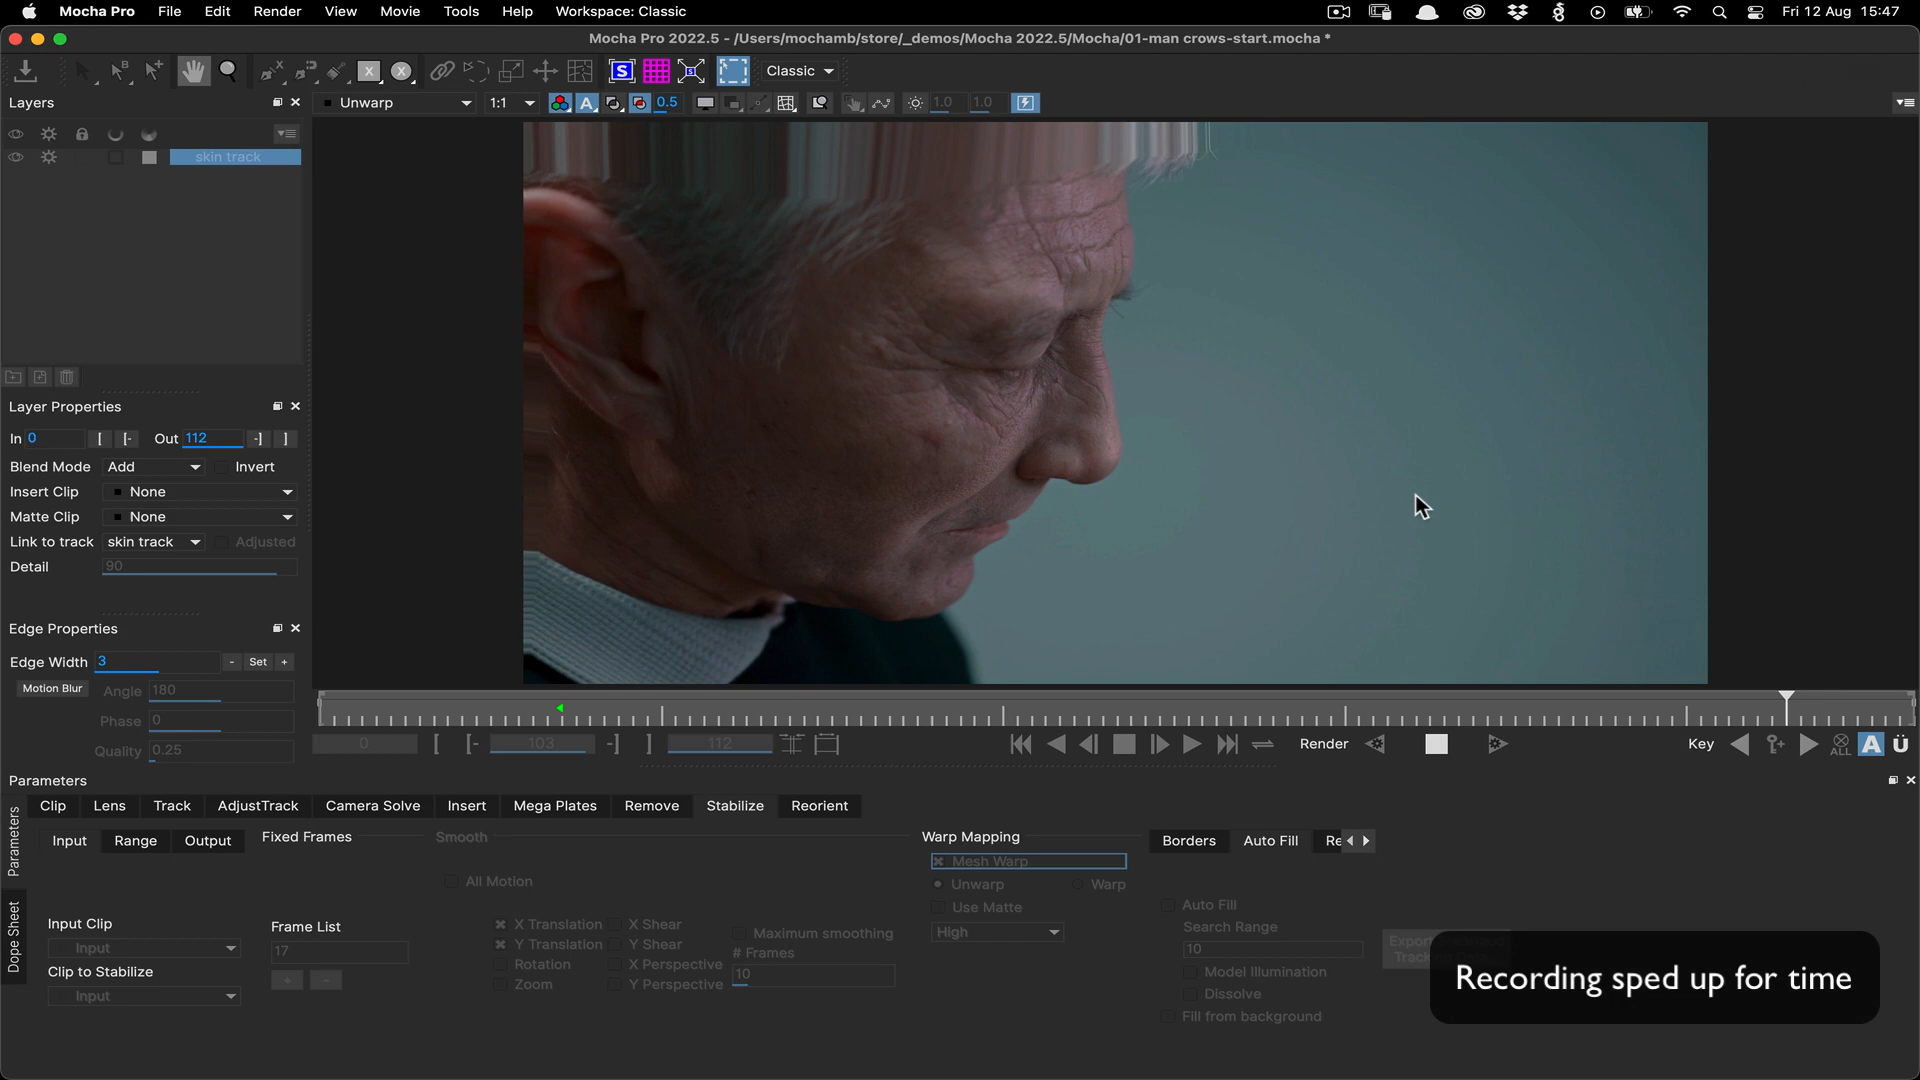 Mocha Pro File Edit Render View Movie Tools Help Workspace: Classic Fri 12 Aug 15:47
Mocha Pro 2022.5 - /Users/mochamb/store/_demos/Mocha 2022.5/Mocha/01-man crows-start.mocha *
Classic
Layers
Unwarp 1:1 0.5 1.0 1.0
skin track
Layer Properties
In 0 Out 112
Blend Mode Add Invert
Insert Clip None
Matte Clip None
Link to track skin track Adjusted
Detail 90
Edge Properties
Edge Width 3 - Set +
Motion Blur Angle 180
Phase 0
Quality 0.25
0 103 112 Render Key ALL A Ü
Parameters
Clip Lens Track AdjustTrack Camera Solve Insert Mega Plates Remove Stabilize Reorient
Parameters
Dope Sheet
Input Range Output
Input Clip
Input
Clip to Stabilize
Input
Fixed Frames
Frame List
17
+ -
Smooth
All Motion
X Translation X Shear
Y Translation Y Shear
Rotation X Perspective
Zoom Y Perspective
Maximum smoothing
# Frames
10
Warp Mapping
Mesh Warp
Unwarp Warp
Use Matte
High
Borders Auto Fill Re
Auto Fill
Search Range
10
Model Illumination
Dissolve
Fill from background
Recording sped up for time